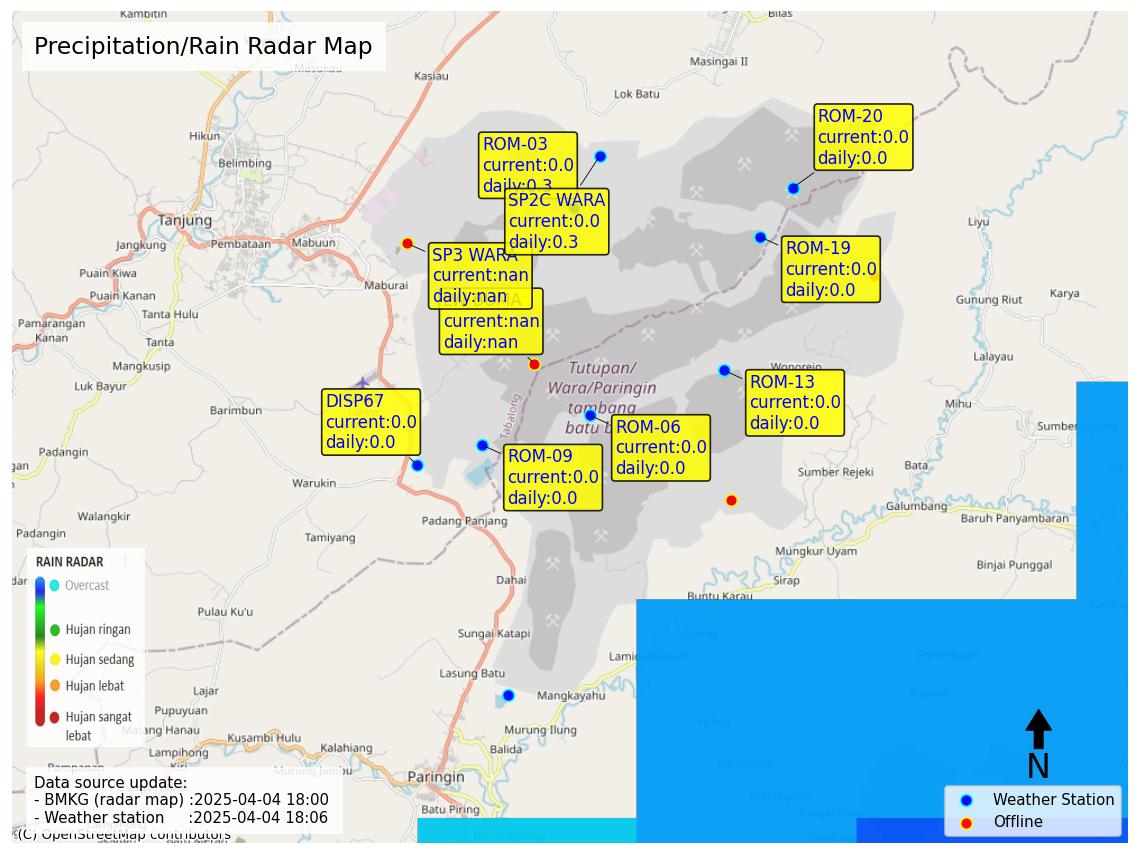 Kambitin
Bilas
Precipitation/Rain Radar Map
Masukau
Masingai II
Kasiau
Lok Batu
ROM-20
current:0.0
daily:0.0
Hikun
ROM-03
current:0.0
daily:0.3
Belimbing
SP2C WARA
current:0.0
daily:0.3
Tanjung
Liyu
Jangkung
Pembataan
Mabuun
ROM-19
current:0.0
daily:0.0
SP3 WARA
current:nan
daily:nan
Puain Kiwa
Maburai
Puain Kanan
Gunung Riut
Karya
Tanta Hulu
current:nan
daily:nan
Pamarangan
Kanan
Tanta
Lalayau
Mangkusip
Wonorejo
Tutupan/
Wara/Paringin
tambang
batu
Luk Bayur
ROM-13
current:0.0
daily:0.0
DISP67
current:0.0
daily:0.0
Barimbun
Mihu
Tabalong
ROM-06
current:0.0
daily:0.0
Sumber Agung
Padangin
ROM-09
current:0.0
daily:0.0
Bata
Sumber Rejeki
Warukin
Galumbang
Walangkir
Padang Panjang
Baruh Panyambaran
Padangin
Tamiyang
Mungkur Uyam
Binjai Punggal
RAIN RADAR
Overcast
Hujan ringan
Hujan sedang
Hujan lebat
Hujan sangat
lebat
Dahai
Sirap
Buntu Karau
Pulau Ku'u
Manas
Sungai Katapi
Lasung Batu
Lajar
Mangkayahu
Pupuyuan
Matang Hanau
Murung Ilung
Kusambi Hulu
Lampihong
Kalahiang
Balida
Murung Jambu
Paringin
N
Data source update:
- BMKG (radar map) :2025-04-04 18:00
- Weather station :2025-04-04 18:06
Batu Piring
Weather Station
Offline
(C) OpenStreetMap contributors